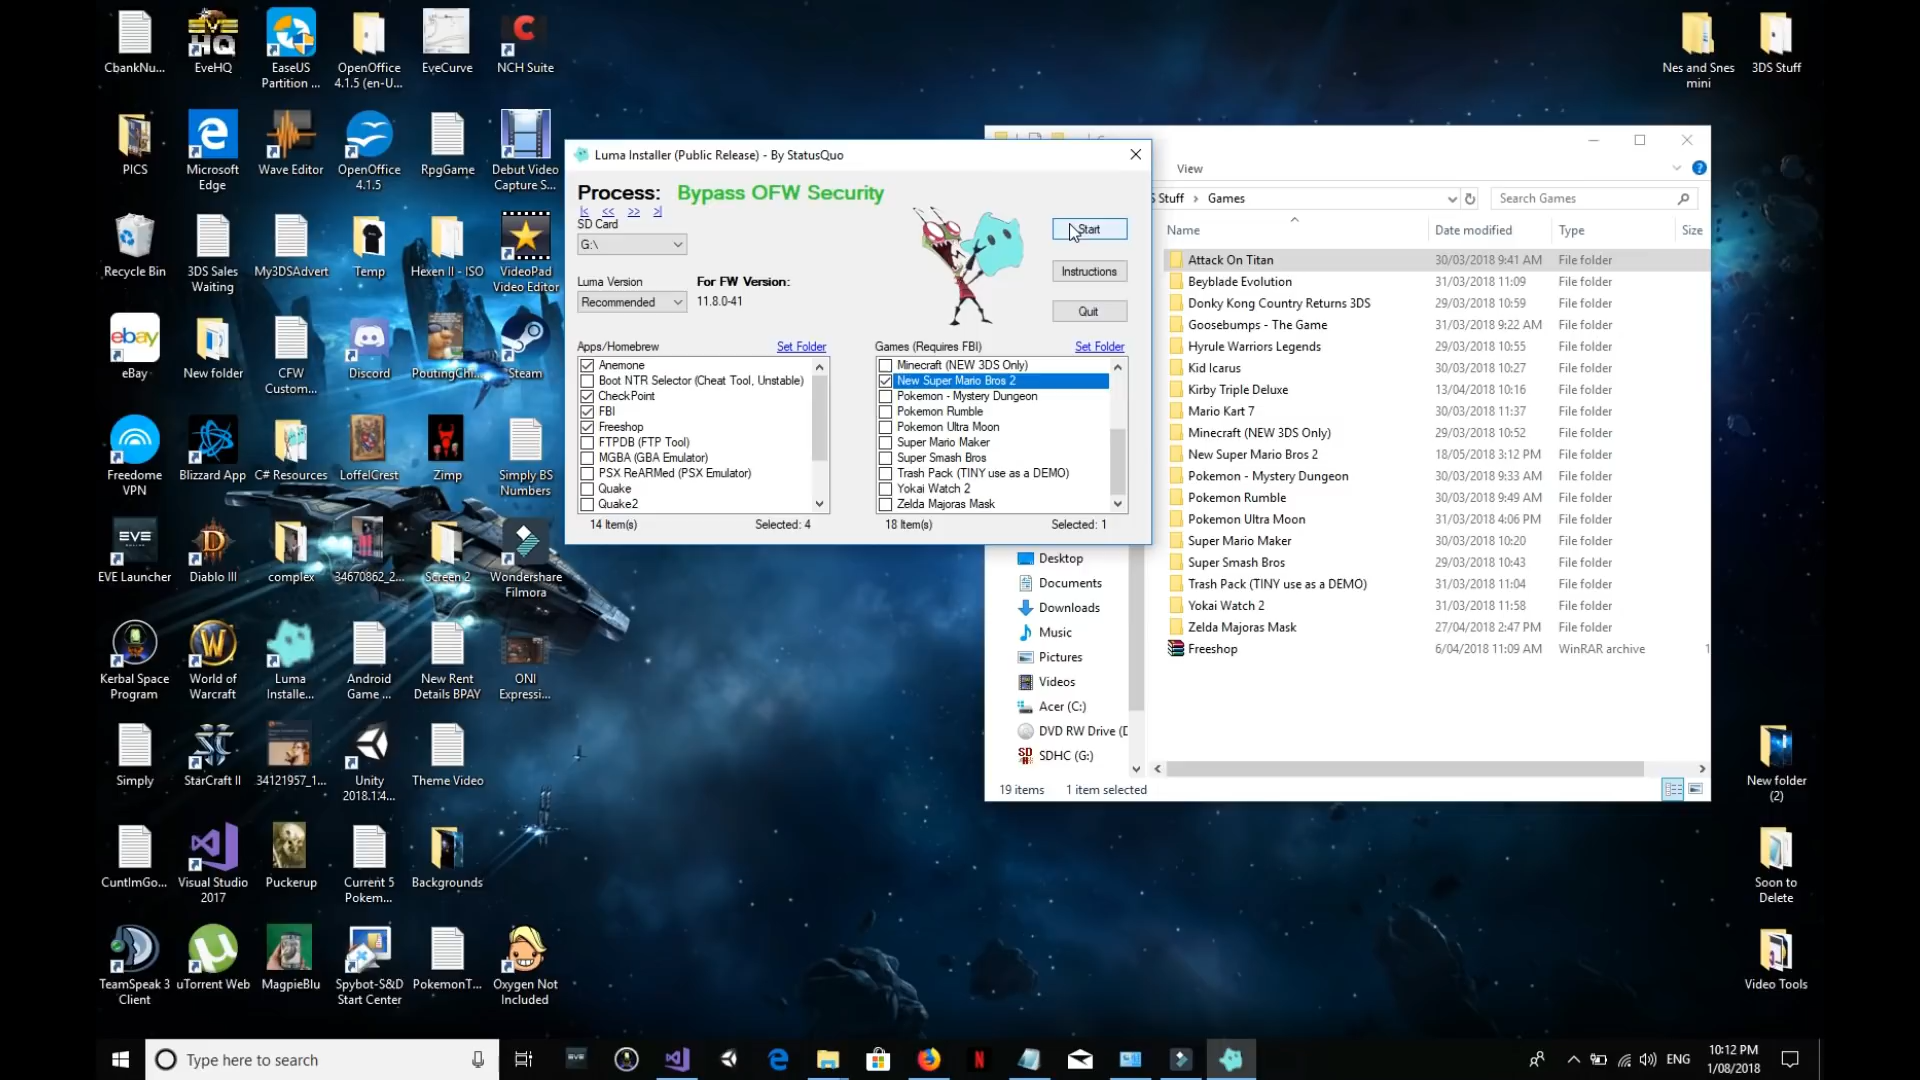 CbankNu...
EveHQ
EaseUS
Partition ...
OpenOffice
4.1.5 (en-U...
EveCurve
NCH Suite
Nes and Snes
mini
3DS Stuff
PICS
Microsoft
Edge
Wave Editor
OpenOffice
4.1.5
RpgGame
Debut Video
Capture S...
Recycle Bin
3DS Sales
Waiting
My3DSAdvert
Temp
Hexen II - ISO
VideoPad
Video Editor
ebay
eBay
New folder
CFW
Custom...
Discord
PoutingChi...
Steam
Freedome
VPN
Blizzard App
C# Resources
LoffelCrest
Zimp
Simply BS
Numbers
EVE
EVE Launcher
Diablo III
complex
34670862_2...
Screen 2
Wondershare
Filmora
Kerbal Space
Program
World of
Warcraft
Luma
Installe...
Android
Game ...
New Rent
Details BPAY
ONI
Expressi...
Simply
StarCraft II
34121957_1...
Unity
2018.1.4...
Theme Video
CuntImGo...
Visual Studio
2017
Puckerup
Current 5
Pokem...
Backgrounds
TeamSpeak 3
Client
uTorrent Web
MagpieBlu
Spybot-S&D
Start Center
PokemonT...
Oxygen Not
Included
New folder
(2)
Soon to
Delete
Video Tools
Luma Installer (Public Release) - By StatusQuo
Process: Bypass OFW Security
|< << >> >|
SD Card
G:\
Start
Luma Version
For FW Version:
Recommended
11.8.0-41
Instructions
Quit
Apps/Homebrew
Set Folder
Anemone
Boot NTR Selector (Cheat Tool, Unstable)
CheckPoint
FBI
Freeshop
FTPDB (FTP Tool)
MGBA (GBA Emulator)
PSX ReARMed (PSX Emulator)
Quake
Quake2
14 Item(s)
Selected: 4
Games (Requires FBI)
Set Folder
Minecraft (NEW 3DS Only)
New Super Mario Bros 2
Pokemon - Mystery Dungeon
Pokemon Rumble
Pokemon Ultra Moon
Super Mario Maker
Super Smash Bros
Trash Pack (TINY use as a DEMO)
Yokai Watch 2
Zelda Majoras Mask
18 Item(s)
Selected: 1
View
S Stuff > Games
Search Games
Name
Date modified
Type
Size
Attack On Titan 30/03/2018 9:41 AM File folder
Beyblade Evolution 31/03/2018 11:09 File folder
Donky Kong Country Returns 3DS 29/03/2018 10:59 File folder
Goosebumps - The Game 31/03/2018 9:22 AM File folder
Hyrule Warriors Legends 29/03/2018 10:55 File folder
Kid Icarus 30/03/2018 10:27 File folder
Kirby Triple Deluxe 13/04/2018 10:16 File folder
Mario Kart 7 30/03/2018 11:37 File folder
Minecraft (NEW 3DS Only) 29/03/2018 10:52 File folder
New Super Mario Bros 2 18/05/2018 3:12 PM File folder
Pokemon - Mystery Dungeon 30/03/2018 9:33 AM File folder
Pokemon Rumble 30/03/2018 9:49 AM File folder
Pokemon Ultra Moon 31/03/2018 4:06 PM File folder
Super Mario Maker 30/03/2018 10:20 File folder
Super Smash Bros 29/03/2018 10:43 File folder
Trash Pack (TINY use as a DEMO) 31/03/2018 11:04 File folder
Yokai Watch 2 31/03/2018 11:58 File folder
Zelda Majoras Mask 27/04/2018 2:47 PM File folder
Freeshop 6/04/2018 11:09 AM WinRAR archive 1
Desktop
Documents
Downloads
Music
Pictures
Videos
Acer (C:)
DVD RW Drive (D
SDHC (G:)
19 items
1 item selected
Type here to search
ENG
10:12 PM
1/08/2018